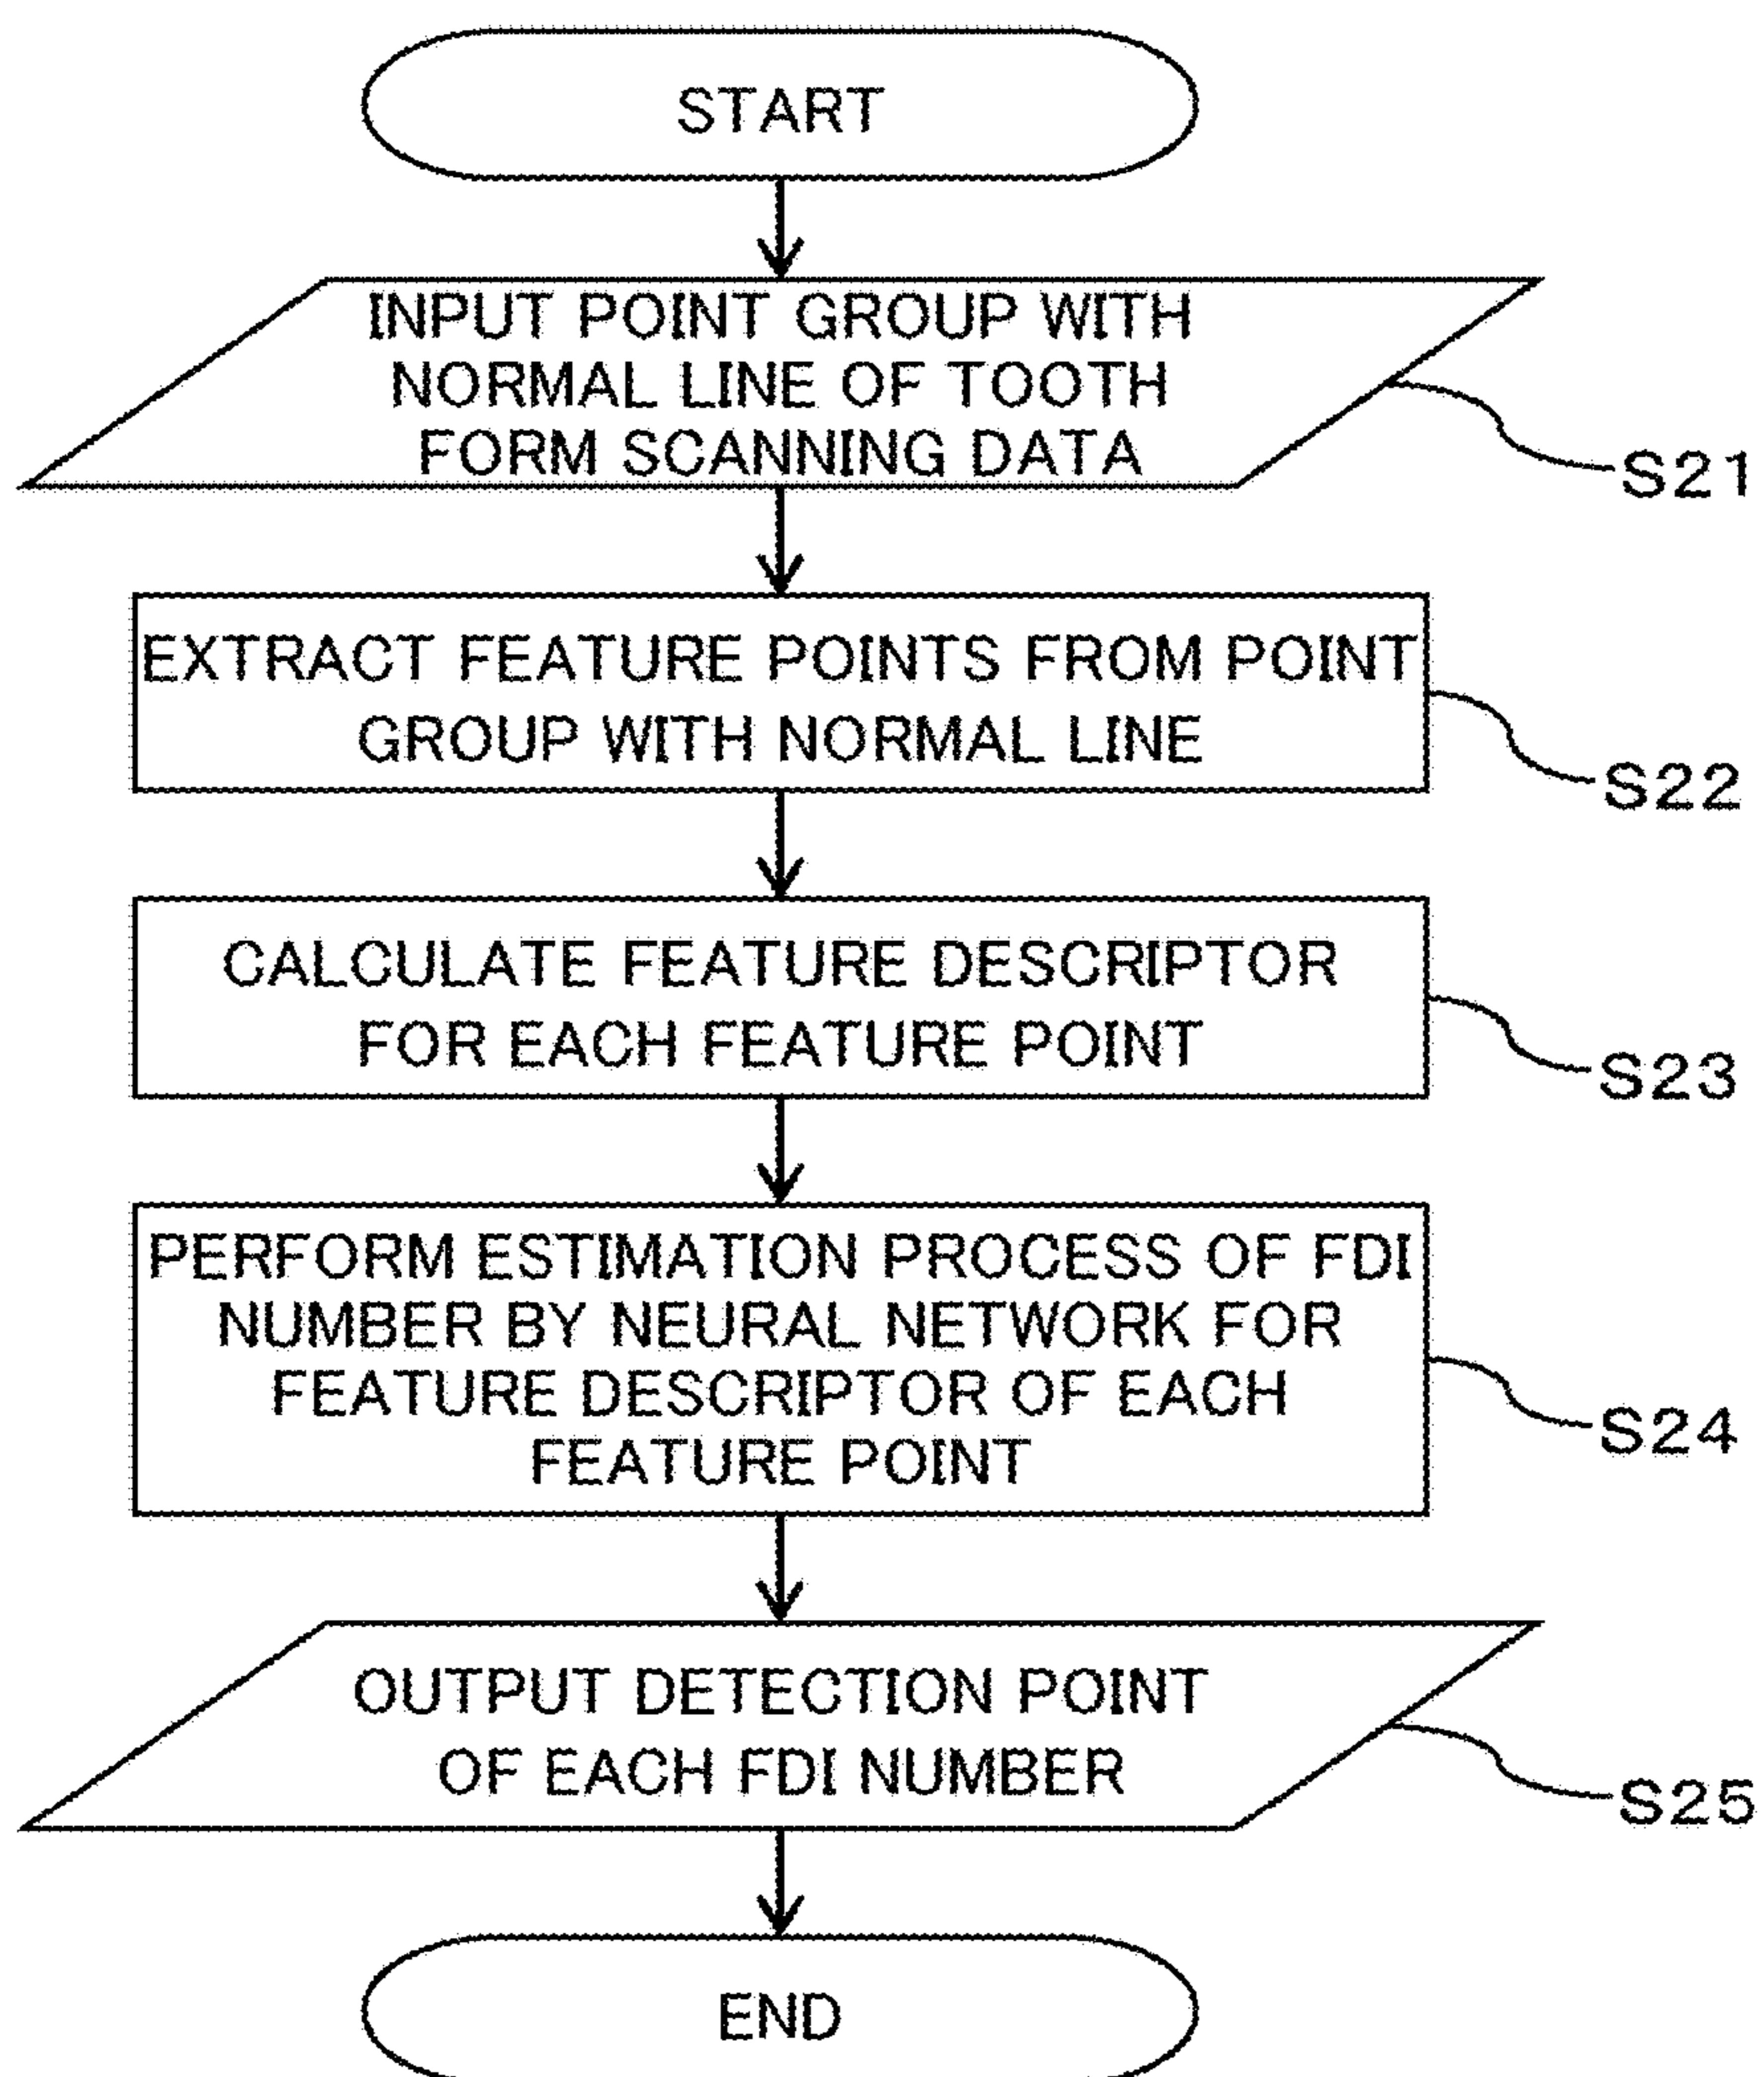 START
INPUT POINT GROUP WITH
NORMAL LINE OF TOOTH
FORM SCANNING DATA
S21
EXTRACT FEATURE POINTS FROM POINT
GROUP WITH NORMAL LINE
S22
CALCULATE FEATURE DESCRIPTOR
FOR EACH FEATURE POINT
S23
PERFORM ESTIMATION PROCESS OF FDI
NUMBER BY NEURAL NETWORK FOR
FEATURE DESCRIPTOR OF EACH
FEATURE POINT
S24
OUTPUT DETECTION POINT
OF EACH FDI NUMBER
S25
END